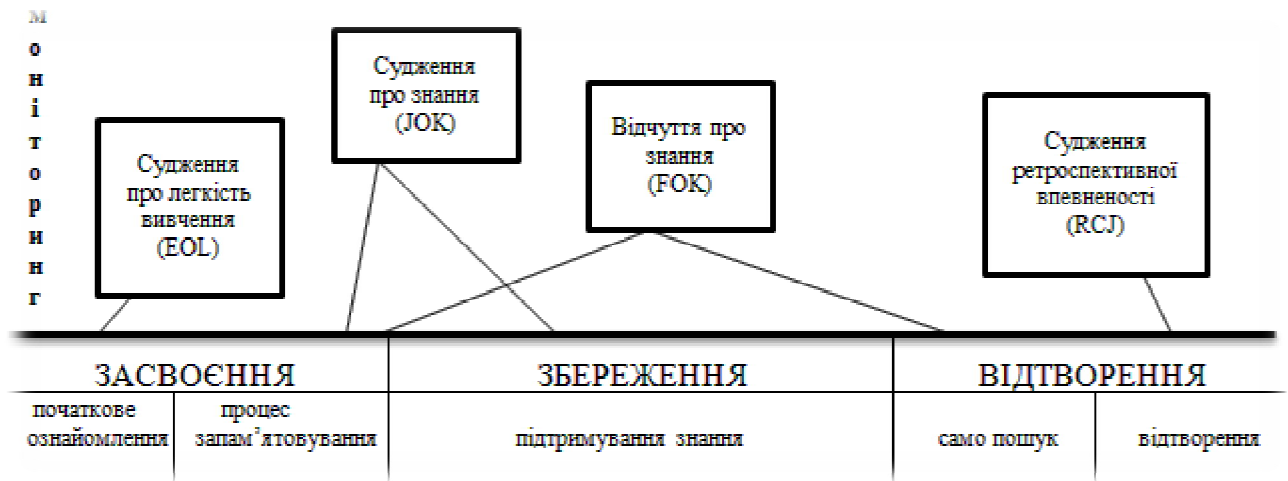 М
о
н
і
т
о
р
и
н
г
Судження
про легкість
вивчення
(EOL)
Судження
про знання
(JOK)
Відчуття про
знання
(FOK)
Судження
ретроспективної
впевненості
(RCJ)
ЗАСВОЄННЯ
ЗБЕРЕЖЕННЯ
ВІДТВОРЕННЯ
початкове
ознайомлення
процес
запам’ятовування
підтримування знання
само пошук
відтворення